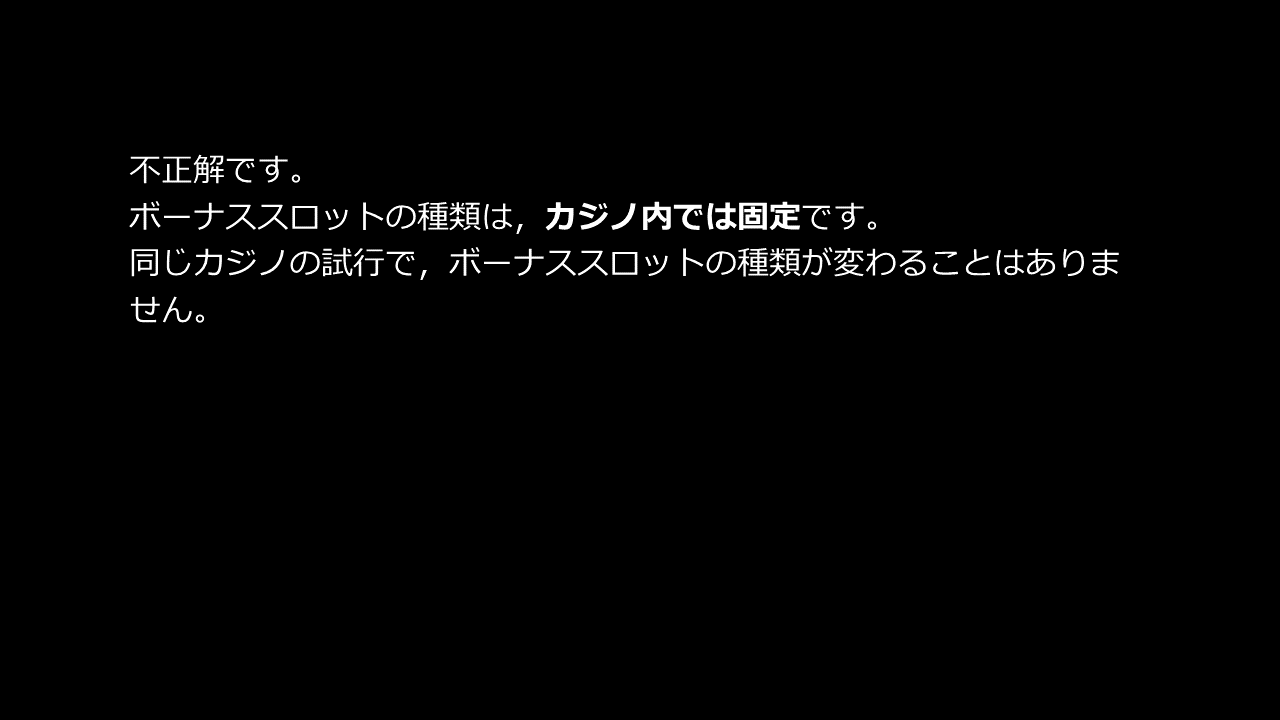 不正解です。
ボーナススロットの種類は，カジノ内では固定です。
同じカジノの試行で，ボーナススロットの種類が変わることはありま
せん。